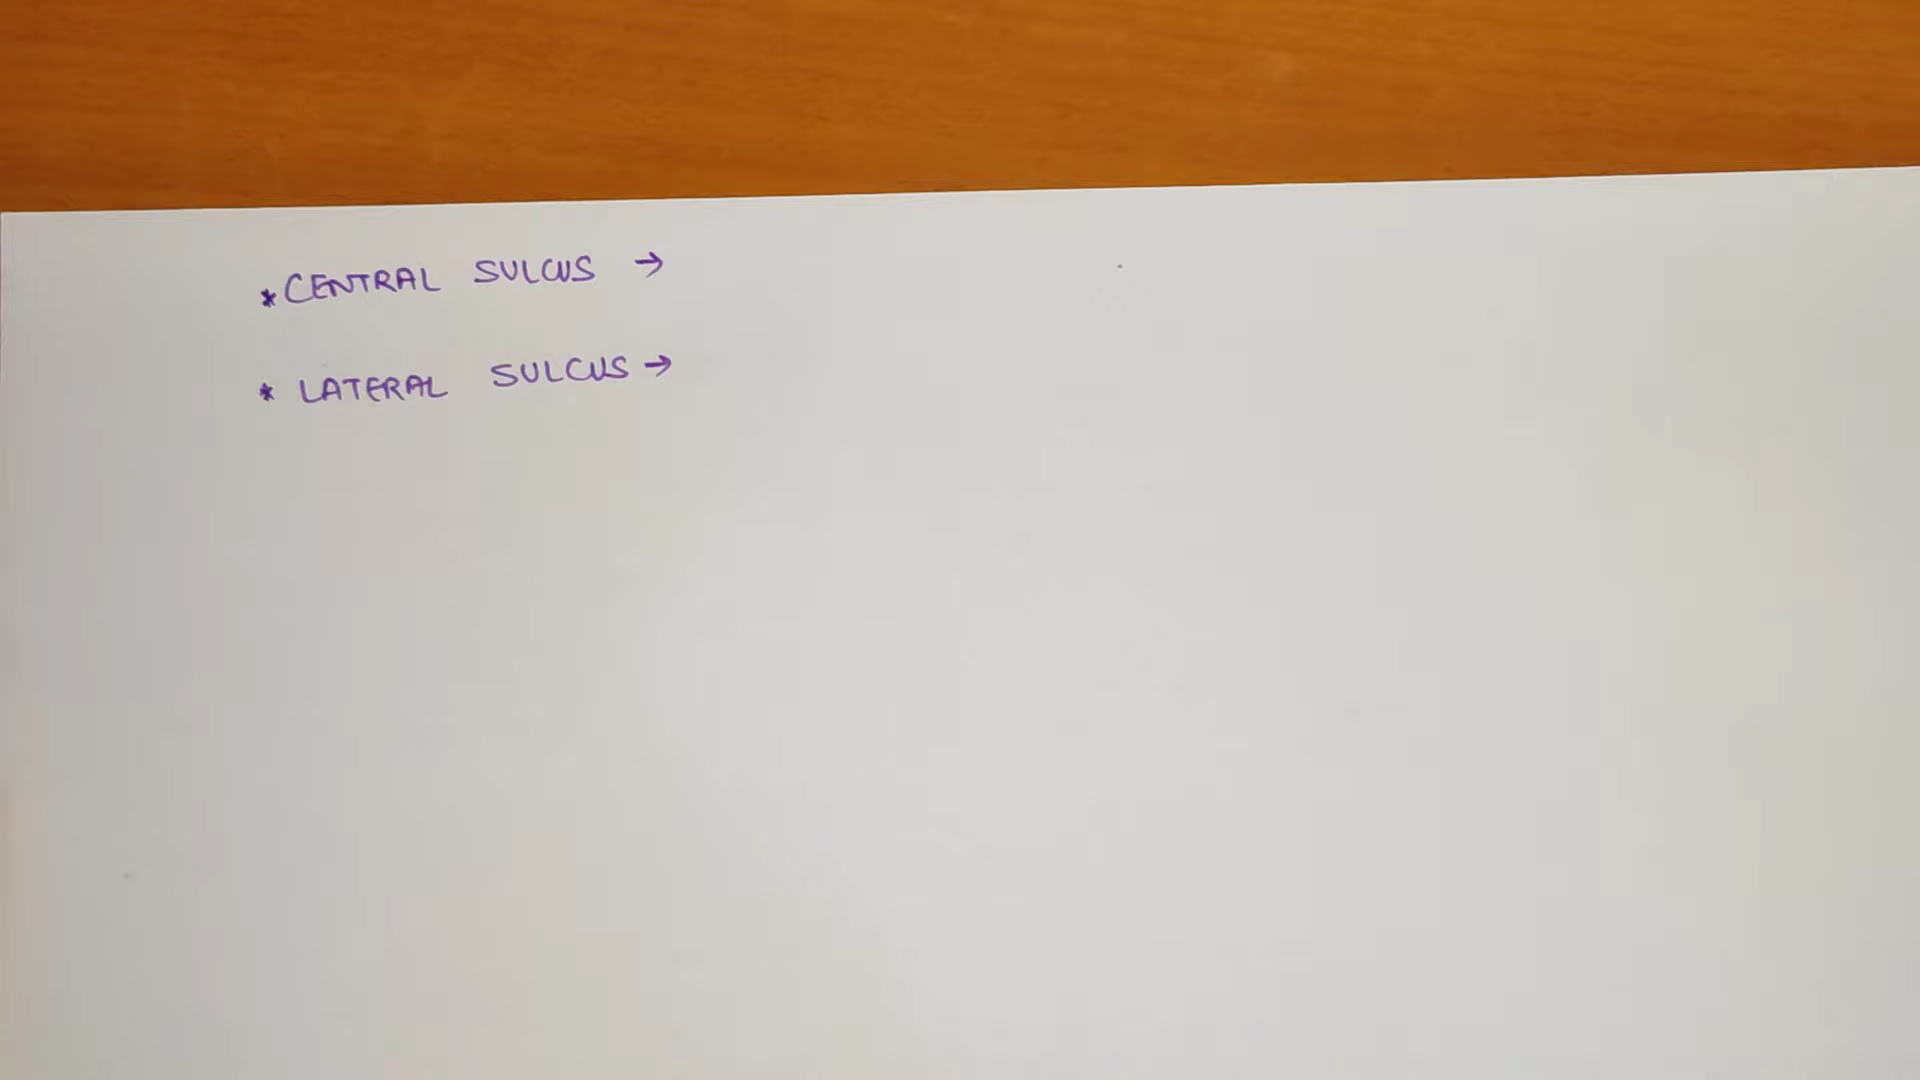 *CENTRAL SULCUS →
* LATERAL SULCUS →